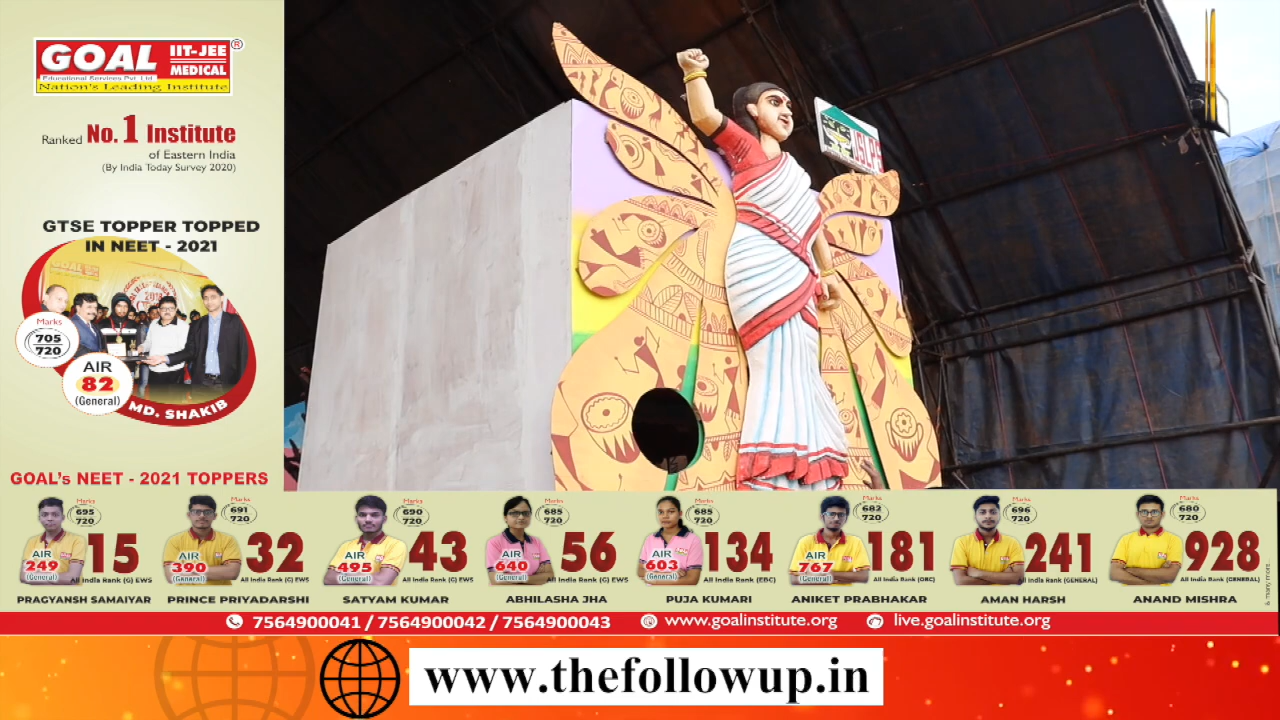 GOAL
IIT-JEE
MEDICAL
®
Educational Services Pvt. Ltd.
Nation's Leading Institute
Ranked No. 1 Institute
of Eastern India
(By India Today Survey 2020)
GTSE TOPPER TOPPED
IN NEET - 2021
Marks
705
720
AIR
82
(General)
MD. SHAKIB
GOAL's NEET - 2021 TOPPERS
JSLPS
Marks
695
720
AIR
249
(General)
15
All India Rank (G) EWS
PRAGYANSH SAMAIYAR
Marks
691
720
AIR
390
(General)
32
All India Rank (G) EWS
PRINCE PRIYADARSHI
Marks
690
720
AIR
495
(General)
43
All India Rank (G) EWS
SATYAM KUMAR
Marks
685
720
AIR
640
(General)
56
All India Rank (G) EWS
ABHILASHA JHA
Marks
685
720
AIR
603
(General)
134
All India Rank (EBC)
PUJA KUMARI
Marks
682
720
AIR
767
(General)
181
All India Rank (OBC)
ANIKET PRABHAKAR
Marks
696
720
241
All India Rank (GENERAL)
AMAN HARSH
Marks
680
720
928
All India Rank (GENERAL)
ANAND MISHRA
& many more...
7564900041 / 7564900042 / 7564900043
www.goalinstitute.org
live.goalinstitute.org
www.thefollowup.in